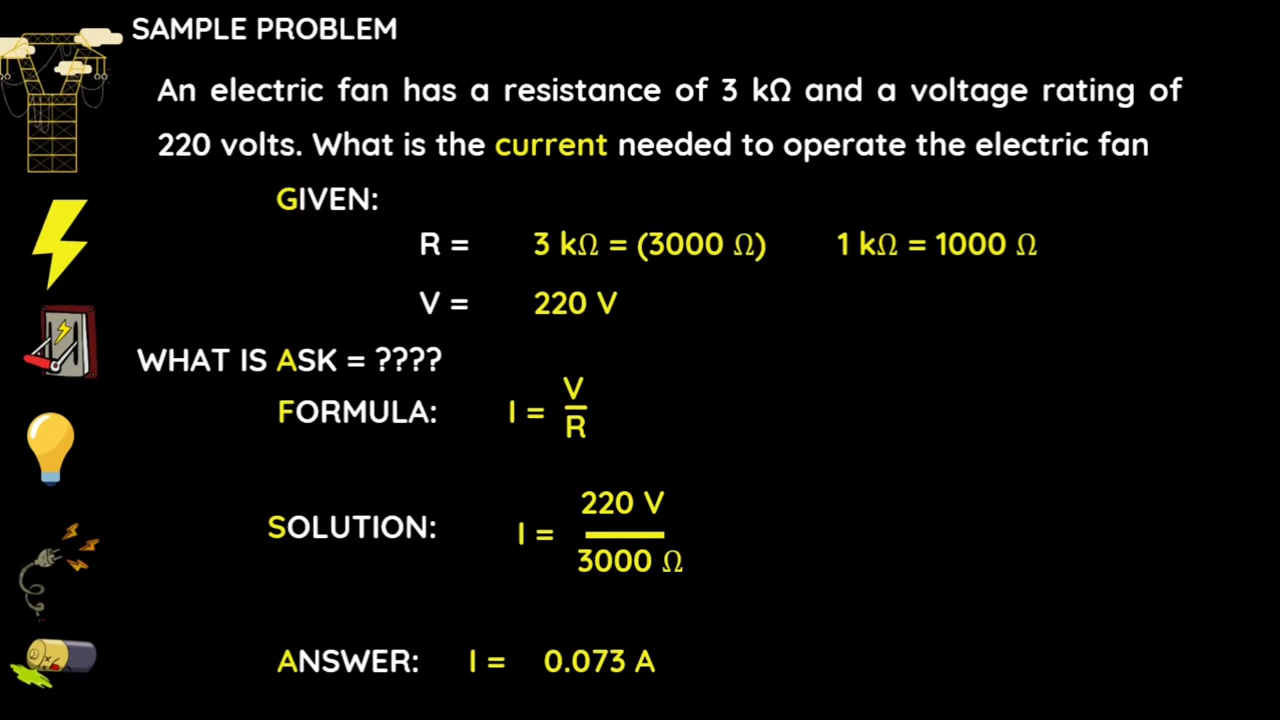 SAMPLE PROBLEM
An electric fan has a resistance of 3 kΩ and a voltage rating of
220 volts. What is the current needed to operate the electric fan
GIVEN:
R = 3 kΩ = (3000 Ω) 1 kΩ = 1000 Ω
V = 220 V
WHAT IS ASK = ????
FORMULA: I = V
R
SOLUTION: I = 220 V
3000 Ω
ANSWER: I = 0.073 A